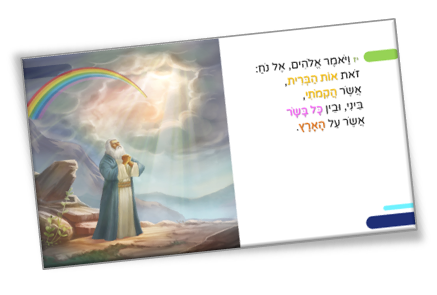 יז וַיֹּאמֶר אֱלֹהִים, אֶל נֹחַ:
זֹאת אוֹת הַבְּרִית,
אֲשֶׁר הֲקִמֹתִי,
בֵּינִי, וּבֵין כָּל בָּשָׂר
אֲשֶׁר עַל הָאָרֶץ.